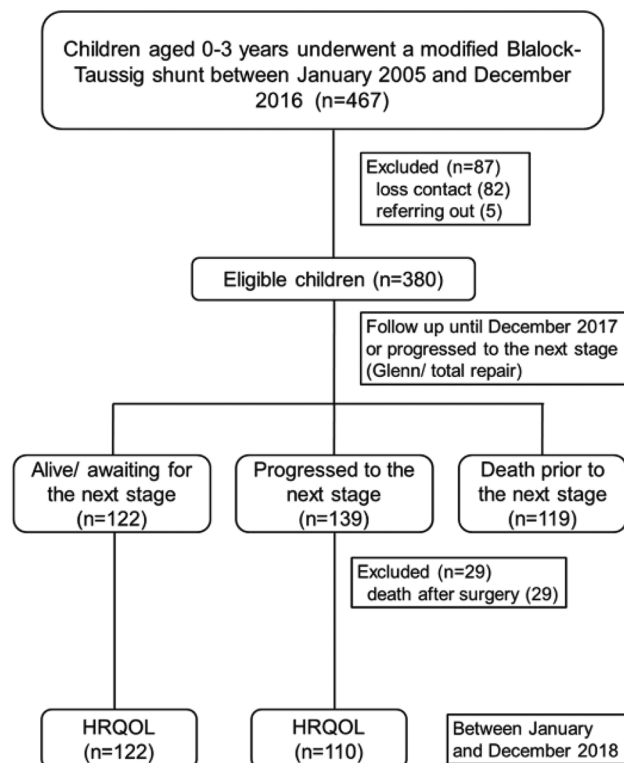 Children aged 0-3 years underwent a modified Blalock-
Taussig shunt between January 2005 and December
2016 (n=467)
Excluded (n=87)
loss contact (82)
referring out (5)
Eligible children (n=380)
Follow up until December 2017
or progressed to the next stage
(Glenn/ total repair)
Alive/ awaiting for
the next stage
(n=122)
Progressed to the
next stage
(n=139)
Death prior to
the next stage
(n=119)
Excluded (n=29)
death after surgery (29)
HRQOL
(n=122)
HRQOL
(n=110)
Between January
and December 2018